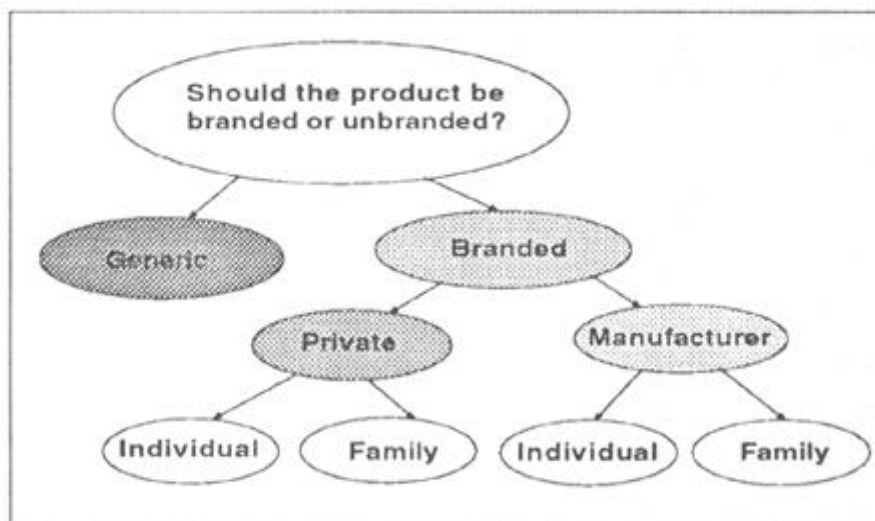 Should the product be
branded or unbranded?
Generic
Branded
Private
Manufacturer
Individual
Family
Individual
Family